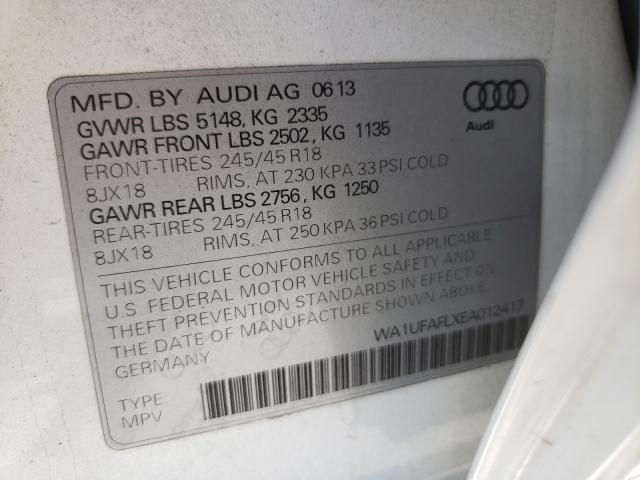 MFD. BY AUDI AG 0613
GVWR LBS 5148, KG 2335
GAWR FRONT LBS 2502, KG 1135
FRONT-TIRES 245/45 R18
8JX18 RIMS, AT 230 KPA 33 PSI COLD
GAWR REAR LBS 2756, KG 1250
REAR-TIRES 245/45 R18
8JX18 RIMS, AT 250 KPA 36 PSI COLD
Audi
THIS VEHICLE CONFORMS TO ALL APPLICABLE
U.S. FEDERAL MOTOR VEHICLE SAFETY AND
THEFT PREVENTION STANDARDS IN EFFECT ON
THE DATE OF MANUFACTURE SHOWN ABOVE.
GERMANY
WA1UFAFLXEA012417
TYPE
MPV